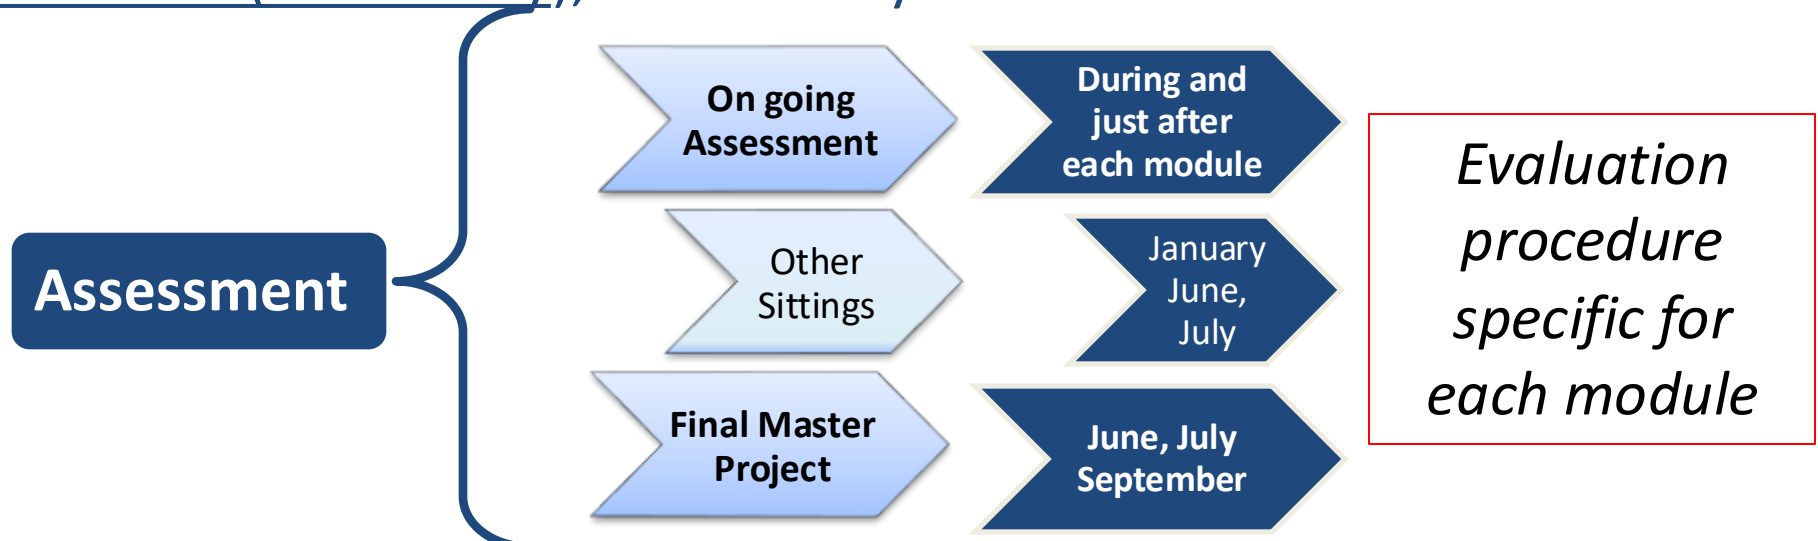 Assessment
On going
Assessment
During and
just after
each module
Other
Sittings
January
June,
July
Final Master
Project
June, July
September
Evaluation
procedure
specific for
each module